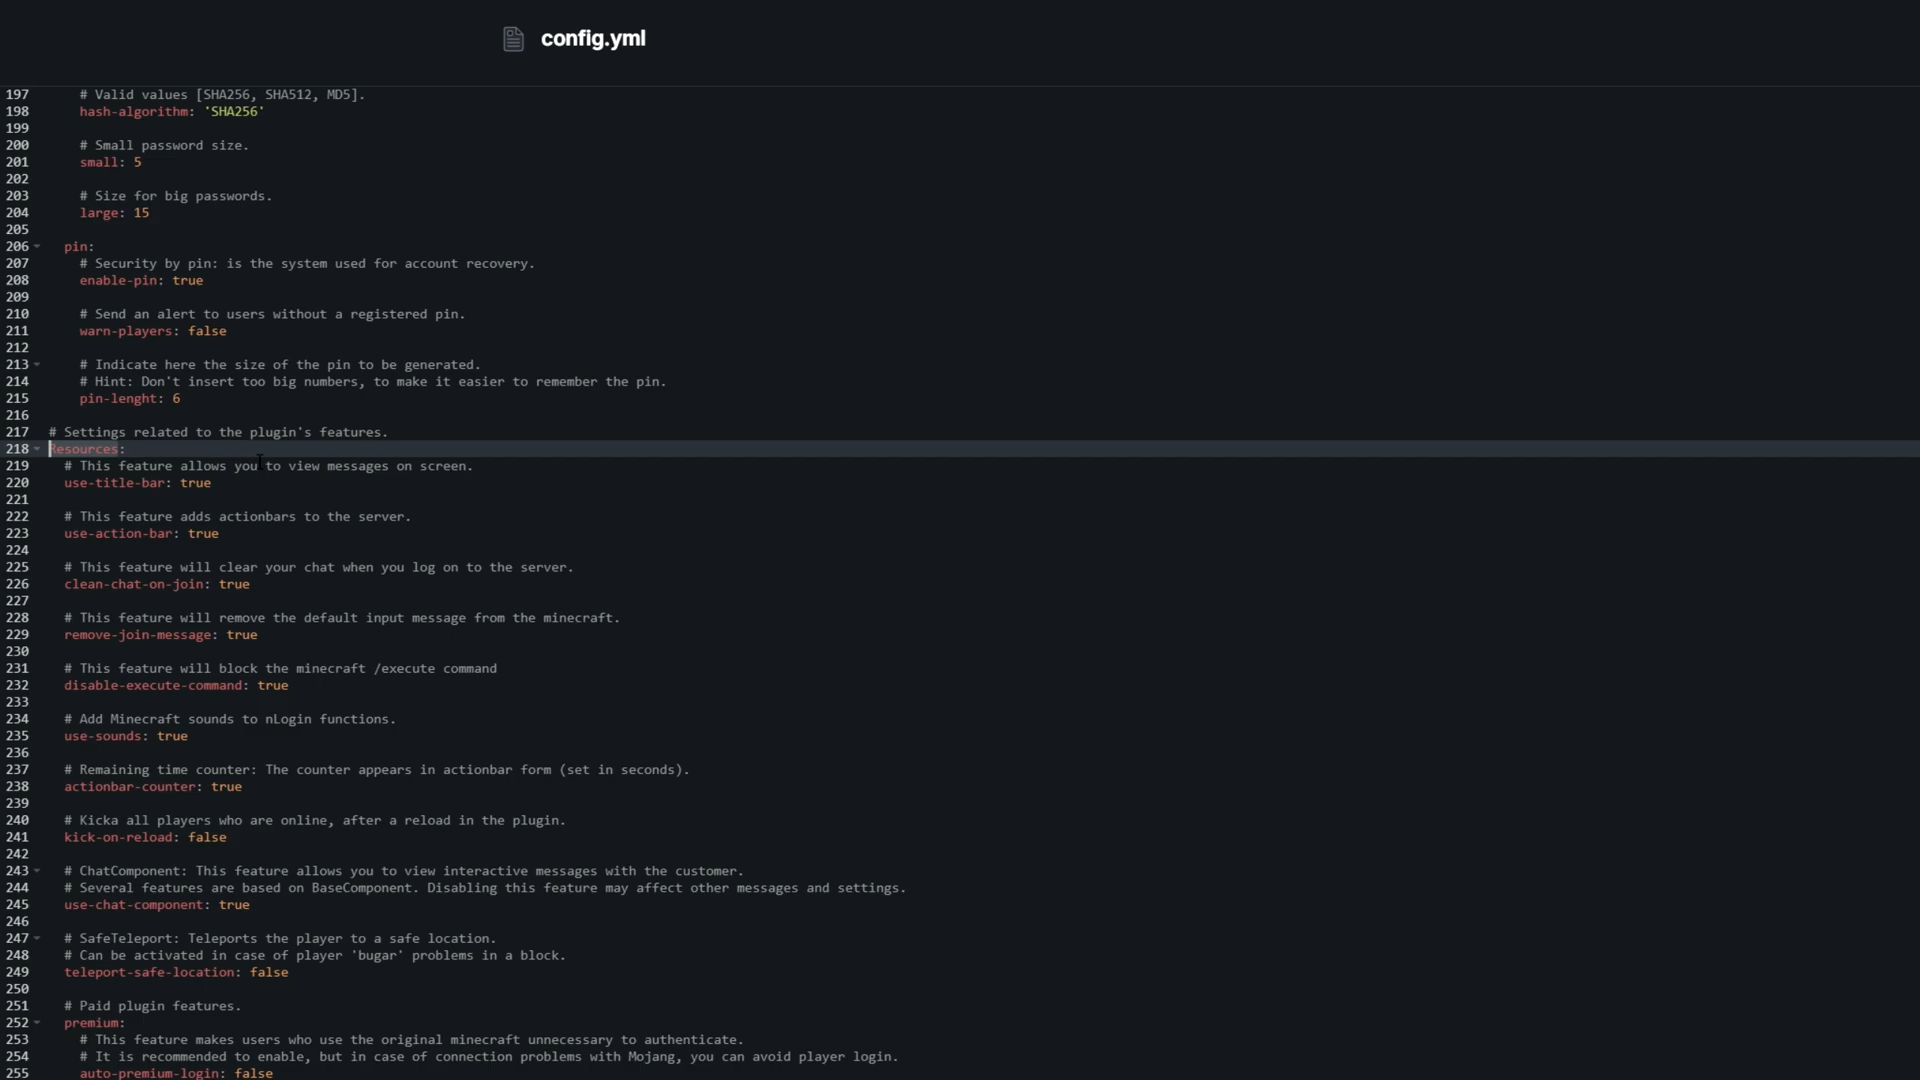 config.yml
197 # Valid values [SHA256, SHA512, MD5].
198 hash-algorithm: 'SHA256'
199
200 # Small password size.
201 small: 5
202
203 # Size for big passwords.
204 large: 15
205
206 pin:
207 # Security by pin: is the system used for account recovery.
208 enable-pin: true
209
210 # Send an alert to users without a registered pin.
211 warn-players: false
212
213 # Indicate here the size of the pin to be generated.
214 # Hint: Don't insert too big numbers, to make it easier to remember the pin.
215 pin-lenght: 6
216
217 # Settings related to the plugin's features.
218 Resources:
219 # This feature allows you to view messages on screen.
220 use-title-bar: true
221
222 # This feature adds actionbars to the server.
223 use-action-bar: true
224
225 # This feature will clear your chat when you log on to the server.
226 clean-chat-on-join: true
227
228 # This feature will remove the default input message from the minecraft.
229 remove-join-message: true
230
231 # This feature will block the minecraft /execute command
232 disable-execute-command: true
233
234 # Add Minecraft sounds to nLogin functions.
235 use-sounds: true
236
237 # Remaining time counter: The counter appears in actionbar form (set in seconds).
238 actionbar-counter: true
239
240 # Kicka all players who are online, after a reload in the plugin.
241 kick-on-reload: false
242
243 # ChatComponent: This feature allows you to view interactive messages with the customer.
244 # Several features are based on BaseComponent. Disabling this feature may affect other messages and settings.
245 use-chat-component: true
246
247 # SafeTeleport: Teleports the player to a safe location.
248 # Can be activated in case of player 'bugar' problems in a block.
249 teleport-safe-location: false
250
251 # Paid plugin features.
252 premium:
253 # This feature makes users who use the original minecraft unnecessary to authenticate.
254 # It is recommended to enable, but in case of connection problems with Mojang, you can avoid player login.
255 auto-premium-login: false